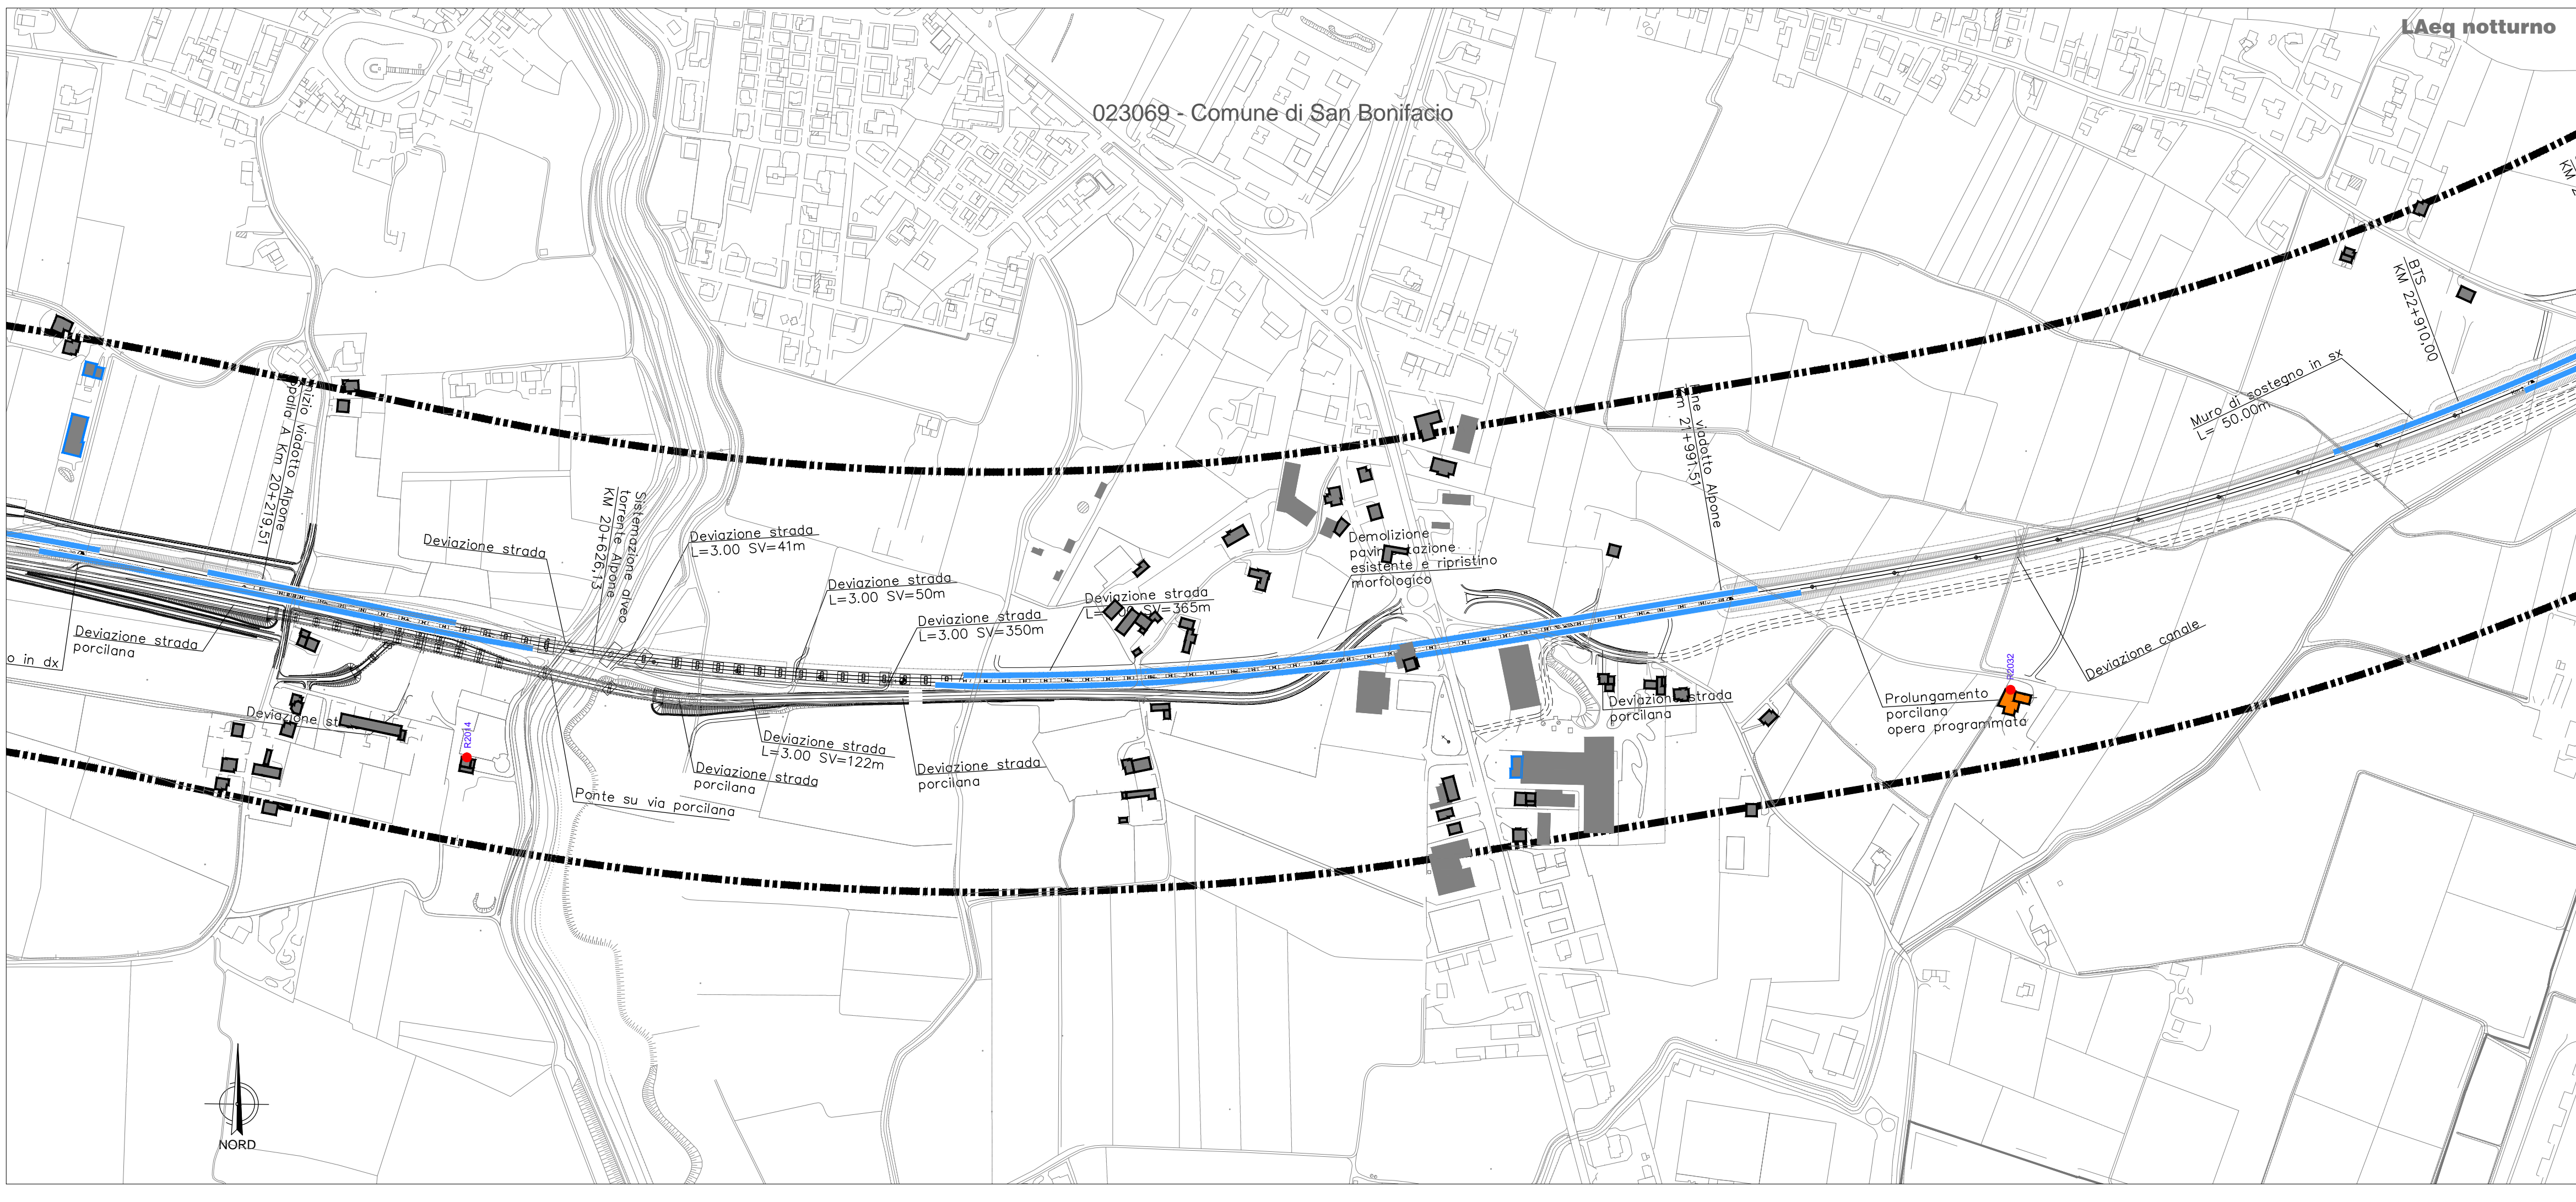 LAeq notturno
023069 - Comune di San Bonifacio
BTS
KM 22+910,00
Muro di sostegno in sx
L= 50.00m
Inizio viadotto Alpone
Spalla A Km 20+219,51
Sistemazione alveo
torrente Alpone
KM 20+626,13
Fine viadotto Alpone
Km 21+991.51
Deviazione strada
Deviazione strada
L=3.00 SV=41m
Demolizione
esistente e ripristino
morfologico
Deviazione strada
L=3.00 SV=50m
Deviazione strada
SV=365m
Deviazione strada
L=3.00 SV=350m
Deviazione strada
porcilana
o in dx
Deviazione canale
R2032
Deviazione strada
porcilana
Prolungamento
porcilana
opera programmata
R2014
Deviazione strada
L=3.00 SV=122m
Deviazione strada
porcilana
Deviazione strada
porcilana
Ponte su via porcilana
NORD